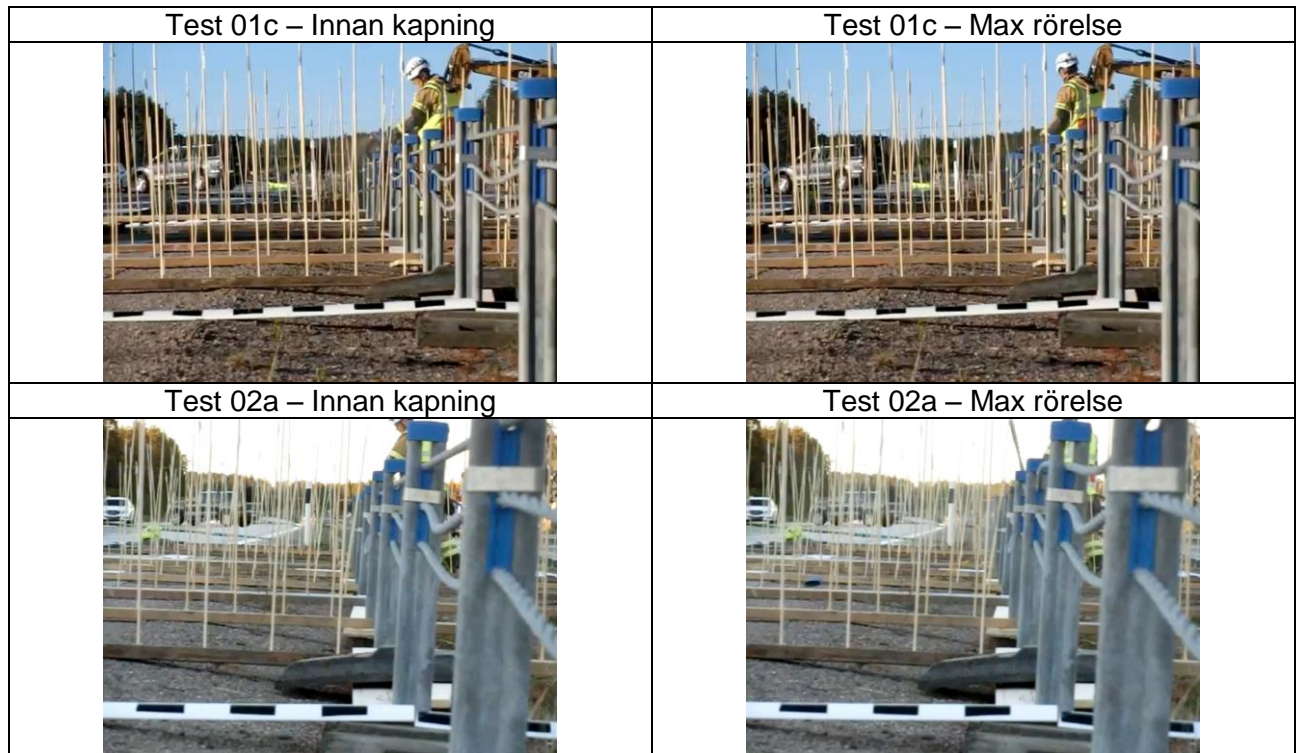 Test 01c – Innan kapning
Test 01c – Max rörelse
Test 02a – Innan kapning
Test 02a – Max rörelse